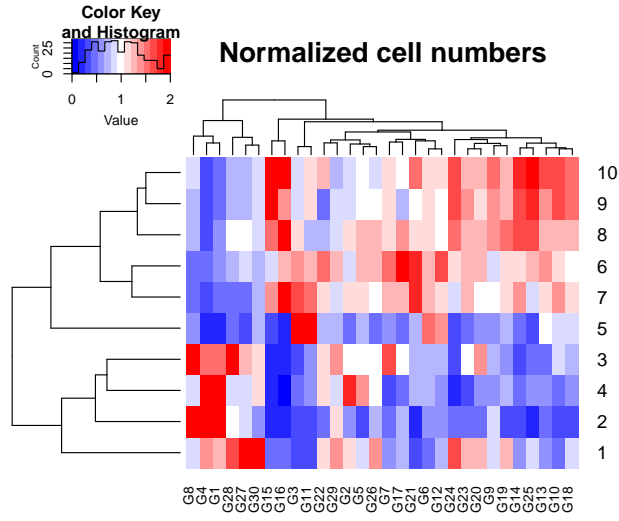 Color Key
and Histogram
Normalized cell numbers
Count
0 25
0 1 2
Value
10
9
8
6
7
5
3
4
2
1
G8 G4 G1 G28 G27 G30 G15 G16 G3 G11 G22 G29 G2 G5 G26 G7 G17 G21 G6 G12 G24 G23 G20 G9 G19 G14 G25 G13 G10 G18